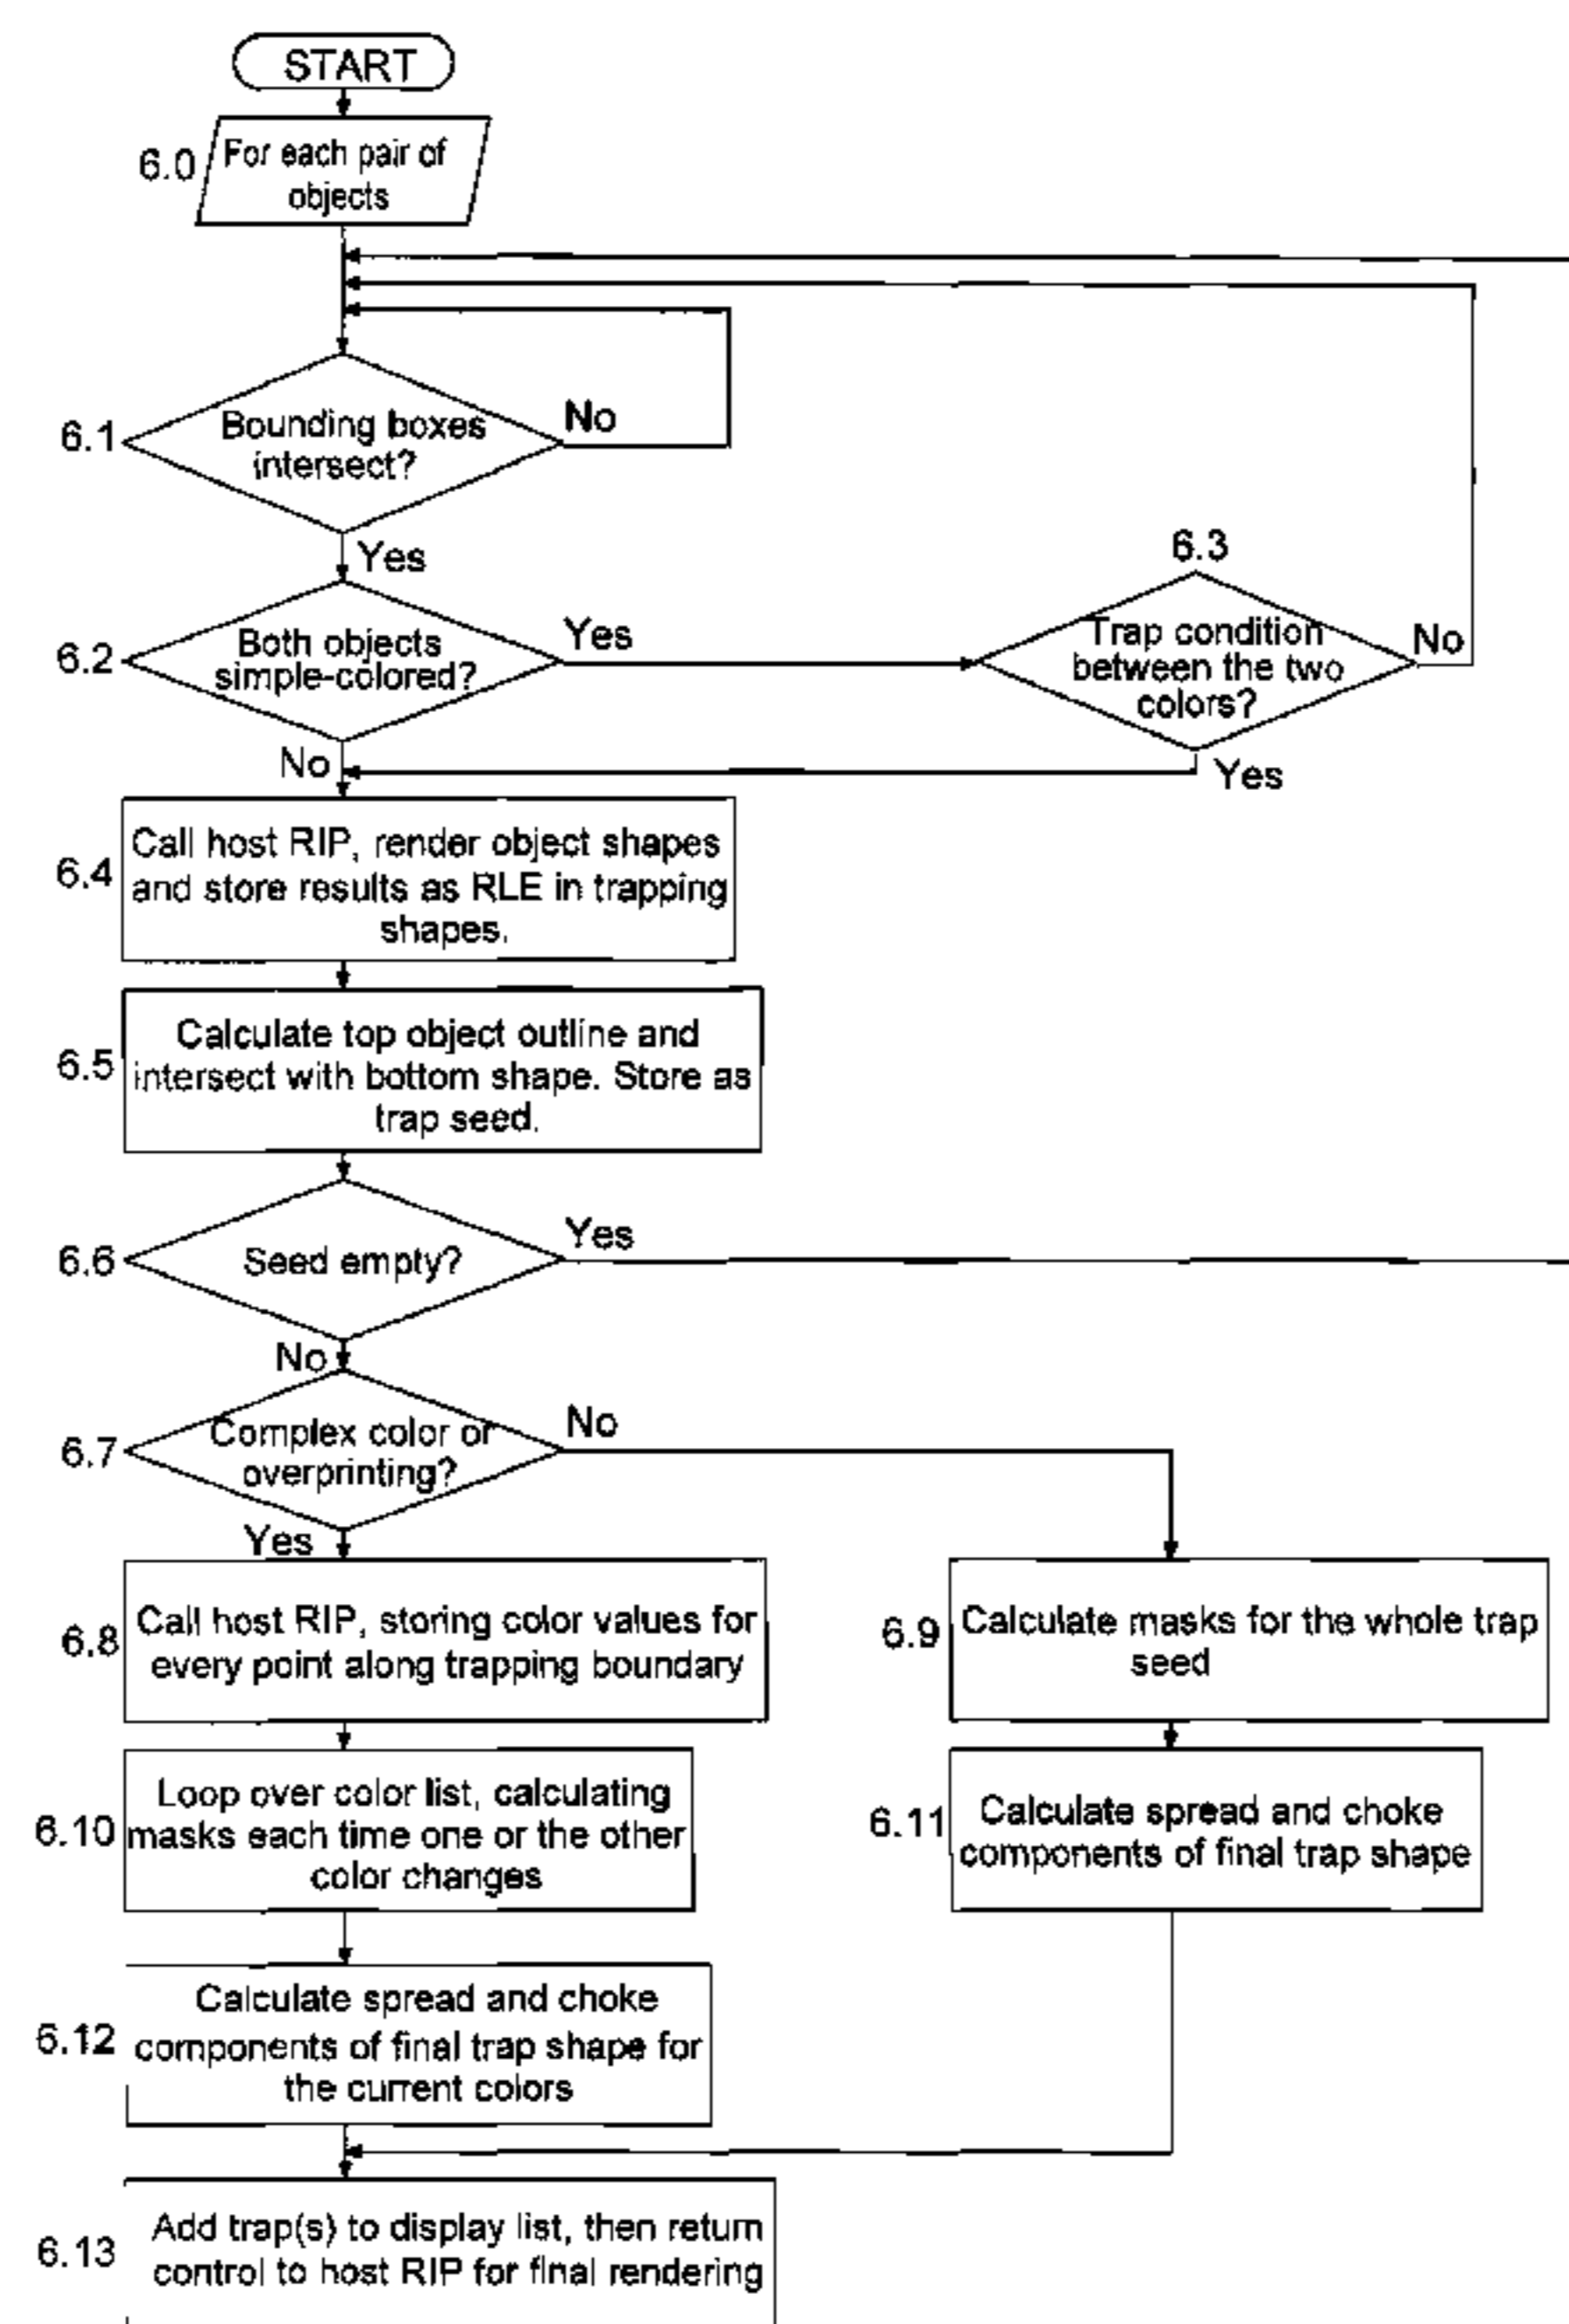 START
6.0
For each pair of
objects
6.1
Bounding boxes
intersect?
No
Yes
6.2
Both objects
simple-colored?
Yes
6.3
Trap condition
between the two
colors?
No
No
Yes
6.4
Call host RIP, render object shapes
and store results as RLE in trapping
shapes.
6.5
Calculate top object outline and
intersect with bottom shape. Store as
trap seed.
6.6
Seed empty?
Yes
No
6.7
Complex color or
overprinting?
No
Yes
6.8
Call host RIP, storing color values for
every point along trapping boundary
6.9
Calculate masks for the whole trap
seed
6.10
Loop over color list, calculating
masks each time one or the other
color changes
6.11
Calculate spread and choke
components of final trap shape
6.12
Calculate spread and choke
components of final trap shape for
the current colors
6.13
Add trap(s) to display list, then return
control to host RIP for final rendering